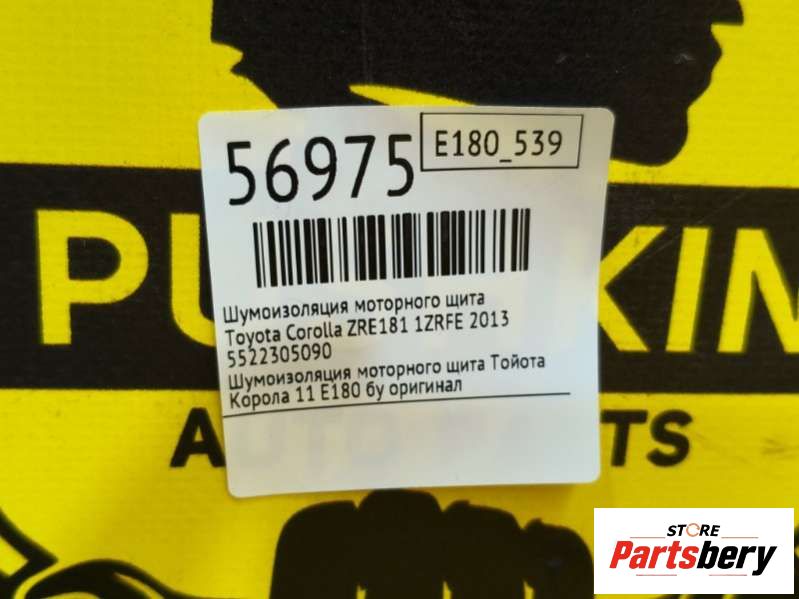 56975
E180_539
Шумоизоляция моторного щита
Toyota Corolla ZRE181 1ZRFE 2013
5522305090
Шумоизоляция моторного щита Тойота
Корола 11 Е180 бу оригинал
STORE
Partsbery